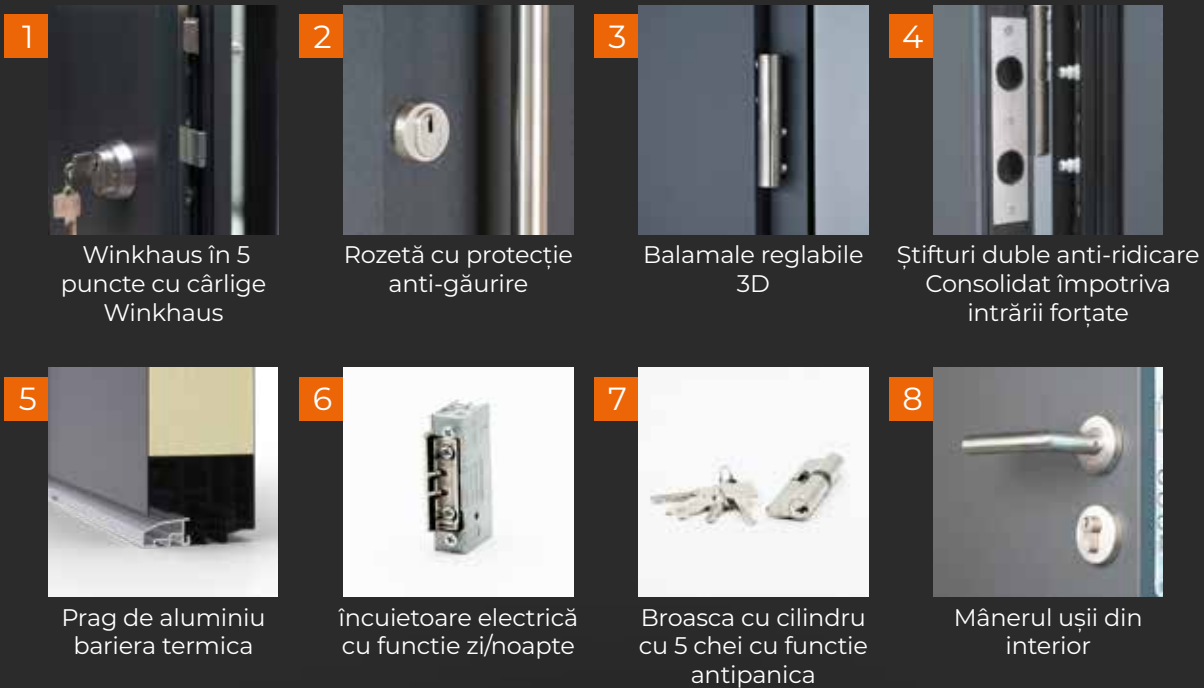 1
Winkhaus în 5
puncte cu cârlige
Winkhaus
2
Rozetă cu protecție
anti-găurire
3
Balamale reglabile
3D
4
Știfturi duble anti-ridicare
Consolidat împotriva
intrării forțate
5
Prag de aluminiu
bariera termica
6
încuietoare electrică
cu functie zi/noapte
7
Broasca cu cilindru
cu 5 chei cu functie
antipanica
8
Mânerul ușii din
interior